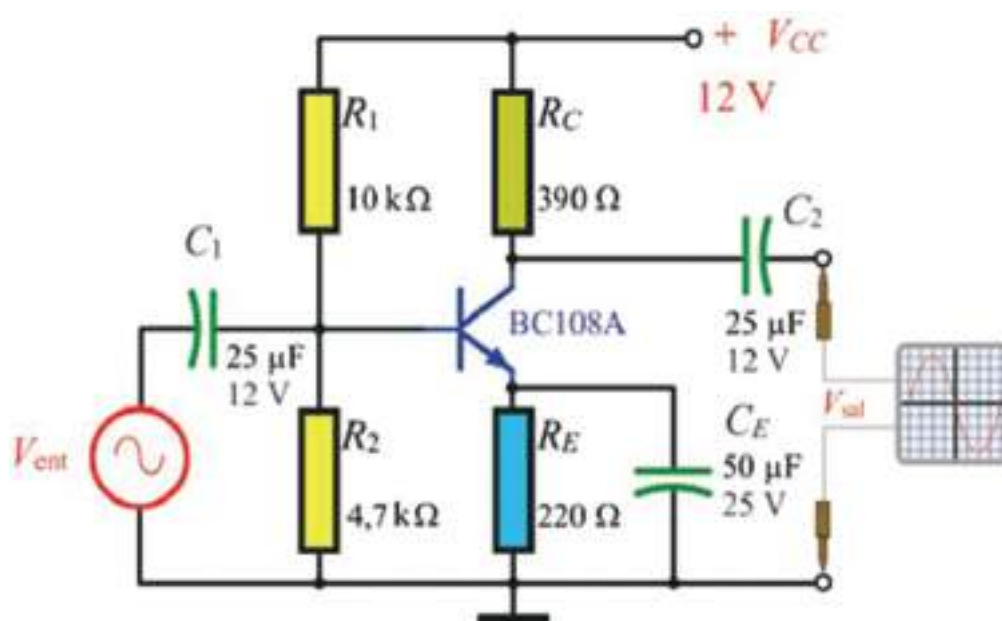 + VCC
12 V
R1
10 kΩ
RC
390 Ω
C1
25 μF
12 V
BC108A
C2
25 μF
12 V
Vent
R2
4,7 kΩ
RE
220 Ω
CE
50 μF
25 V
Vsal